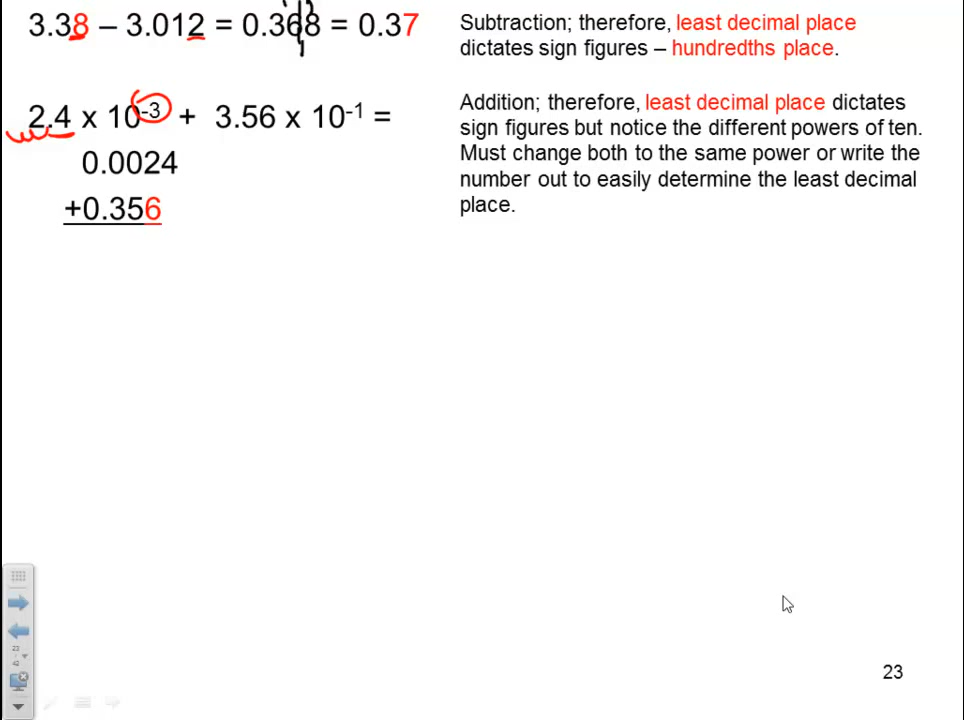 3.38 – 3.012 = 0.368 = 0.37
Subtraction; therefore, least decimal place
dictates sign figures – hundredths place.
2.4 x 10⁻³ + 3.56 x 10⁻¹ =
0.0024
+0.356
Addition; therefore, least decimal place dictates
sign figures but notice the different powers of ten.
Must change both to the same power or write the
number out to easily determine the least decimal
place.
23